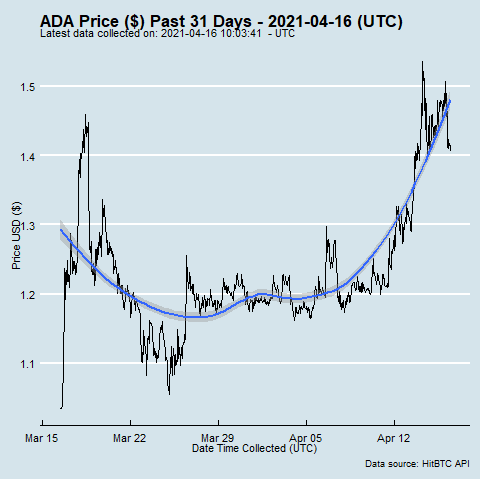 ADA Price ($) Past 31 Days - 2021-04-16 (UTC)
Latest data collected on: 2021-04-16 10:03:41  - UTC
Price USD ($)
1.5
1.4
1.3
1.2
1.1
Mar 15
Mar 22
Mar 29
Apr 05
Apr 12
Date Time Collected (UTC)
Data source: HitBTC API